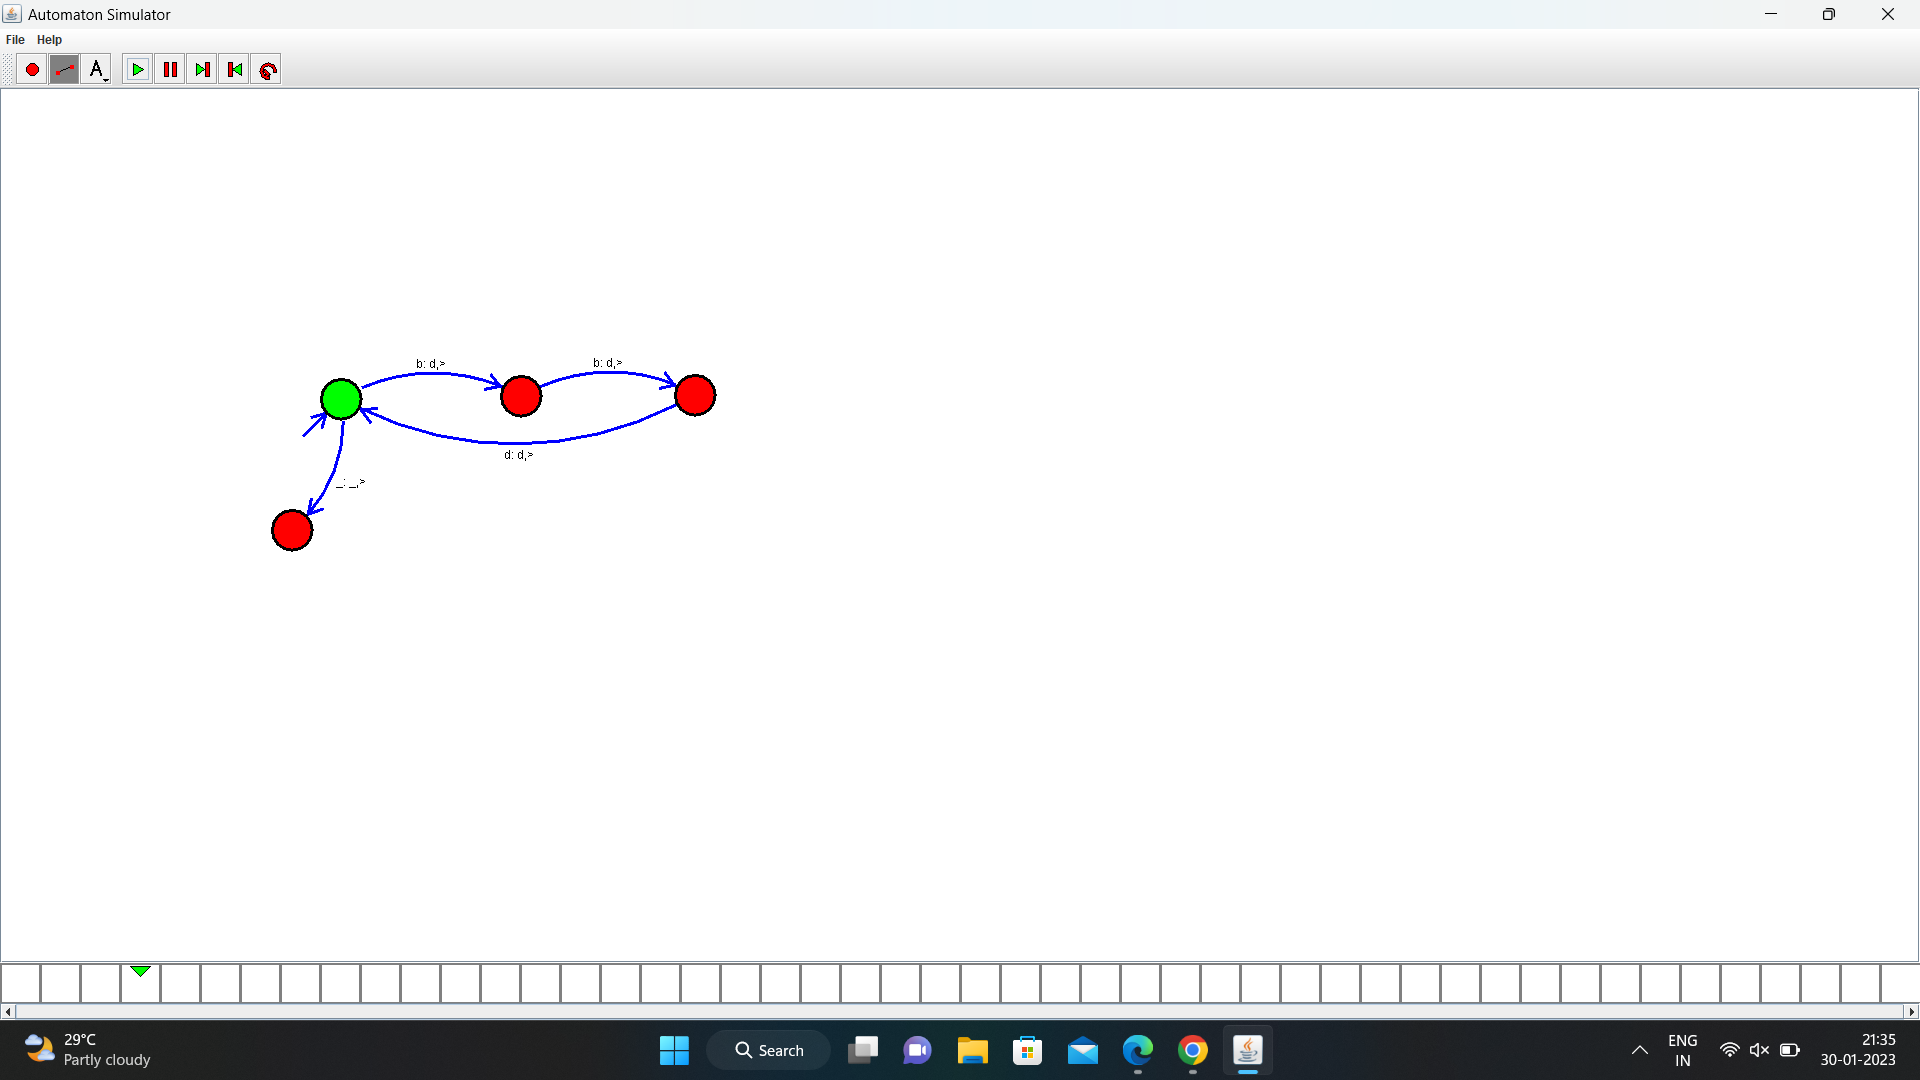 Automaton Simulator
File Help
A
b: d,>
b: d,>
d: d,>
_: _,>
29°C
Partly cloudy
Search
ENG
IN
21:35
30-01-2023